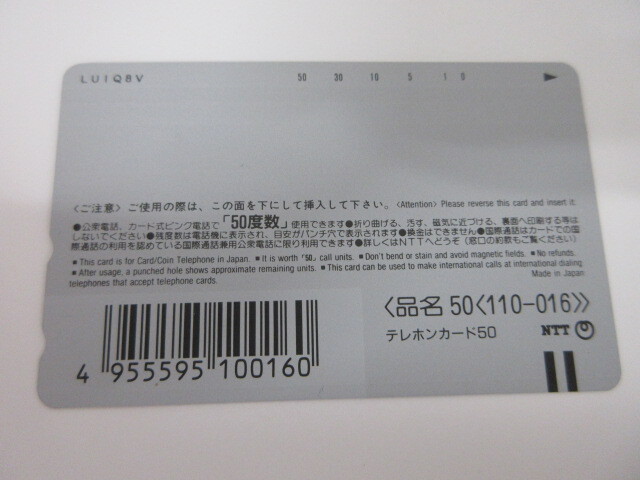 LU1Q8V 50 30 10 5 1 0
<ご注意> ご使用の際は、この面を下にして挿入して下さい。<Attention> Please reverse this card and insert it.
●公衆電話、カード式ピンク電話で「50度数」使用できます●折り曲げる、汚す、磁気に近づける、裏面へ印刷する等は
しないでください●残度数は電話機に表示され、目安がパンチ穴で表示されます●換金はできません●国際通話はカードでの国
際通話の利用を認めている国際通話兼用公衆電話に限り利用できます●詳しくはNTTへどうぞ（窓口の約款もご覧ください）
■ This card is for Card/Coin Telephone in Japan. ■ It is worth「50」call units. ■ Don't bend or stain and avoid magnetic fields. ■ No refunds.
■ After usage, a punched hole shows approximate remaining units. ■ This card can be used to make international calls at international dialing
telephones that accept telephone cards. Made in Japan
〈品名 50〈110-016〉〉
テレホンカード50 NTT
4 955595 100160